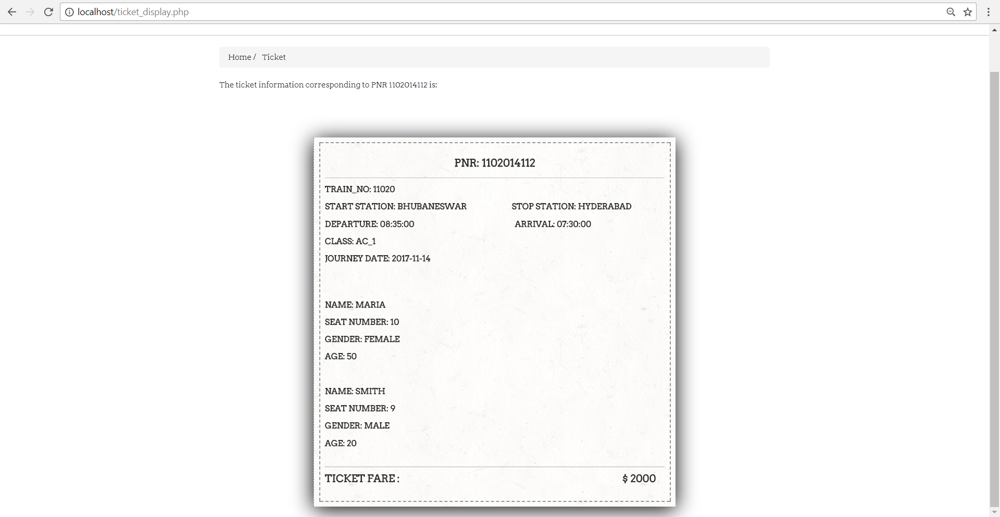 localhost/ticket_display.php
Home / Ticket
The ticket information corresponding to PNR 1102014112 is:
PNR: 1102014112
TRAIN_NO: 11020
START STATION: BHUBANESWAR STOP STATION: HYDERABAD
DEPARTURE: 08:35:00 ARRIVAL: 07:30:00
CLASS: AC_1
JOURNEY DATE: 2017-11-14
NAME: MARIA
SEAT NUMBER: 10
GENDER: FEMALE
AGE: 50
NAME: SMITH
SEAT NUMBER: 9
GENDER: MALE
AGE: 20
TICKET FARE : $ 2000